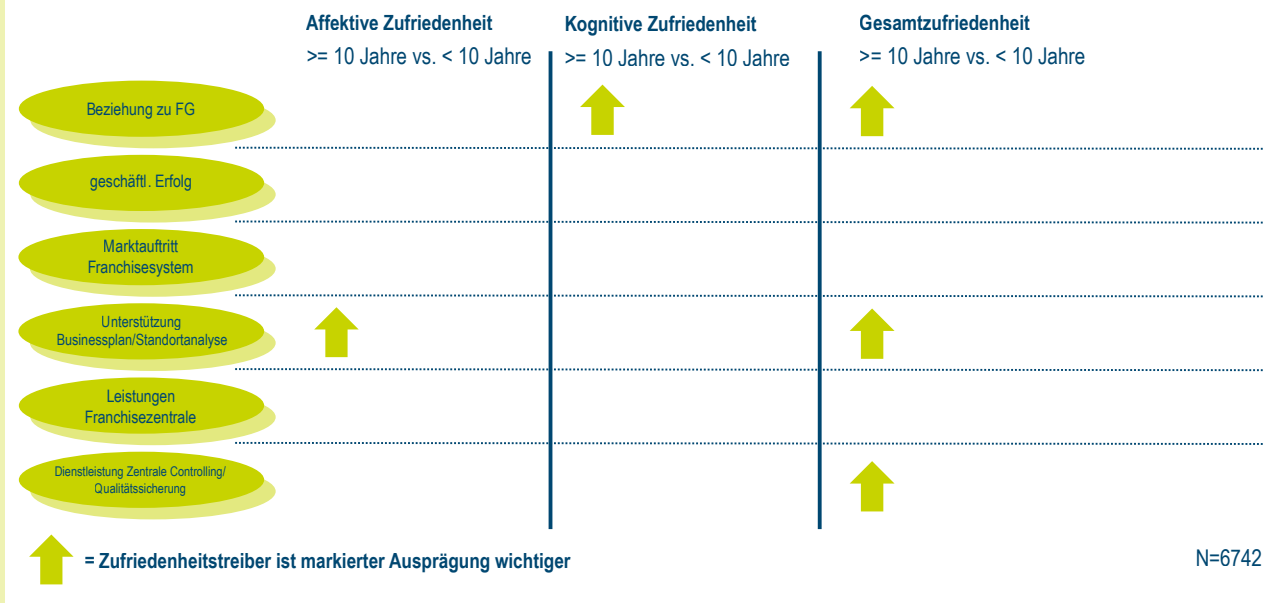 Affektive Zufriedenheit
>= 10 Jahre vs. < 10 Jahre
Kognitive Zufriedenheit
>= 10 Jahre vs. < 10 Jahre
Gesamtzufriedenheit
>= 10 Jahre vs. < 10 Jahre
Beziehung zu FG
geschäftl. Erfolg
Marktauftritt
Franchisesystem
Unterstützung
Businessplan/Standortanalyse
Leistungen
Franchisezentrale
Dienstleistung Zentrale Controlling/
Qualitätssicherung
= Zufriedenheitstreiber ist markierter Ausprägung wichtiger
N=6742